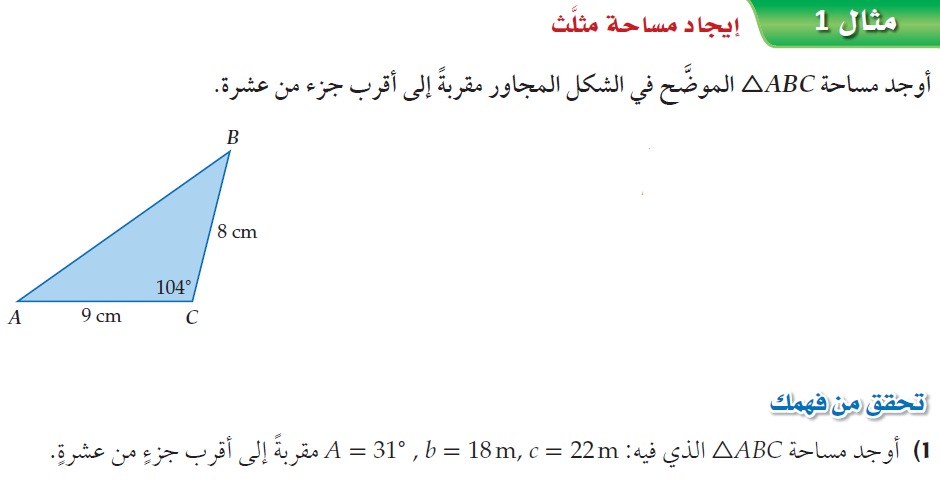 مثال 1
إيجاد مساحة مثلَّث
أوجد مساحة △ABC الموضَّح في الشكل المجاور مقربةً إلى أقرب جزء من عشرة.
B
8 cm
104°
A
9 cm
C
تحقق من فهمك
1) أوجد مساحة △ABC الذي فيه: A = 31° , b = 18 m, c = 22 m مقربةً إلى أقرب جزءٍ من عشرةٍ.